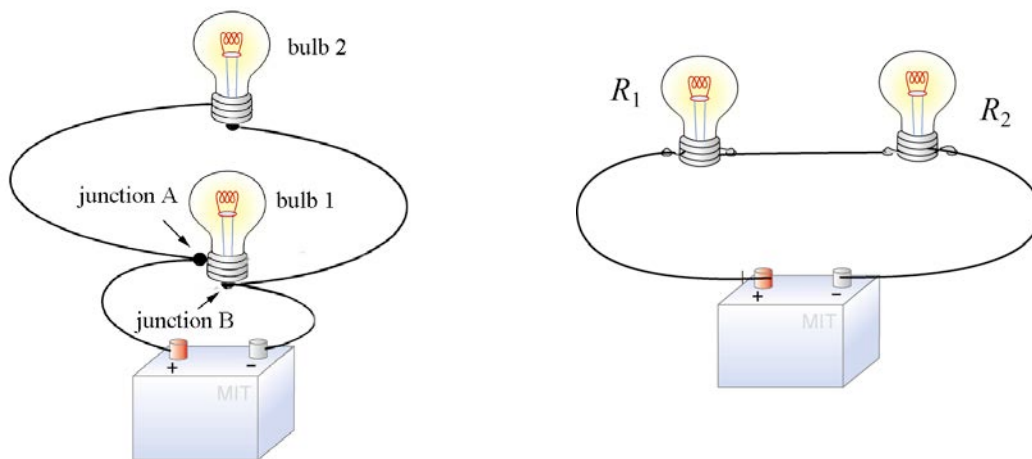 bulb 2
junction A
bulb 1
junction B
+ −
MIT
R₁
R₂
+ −
MIT